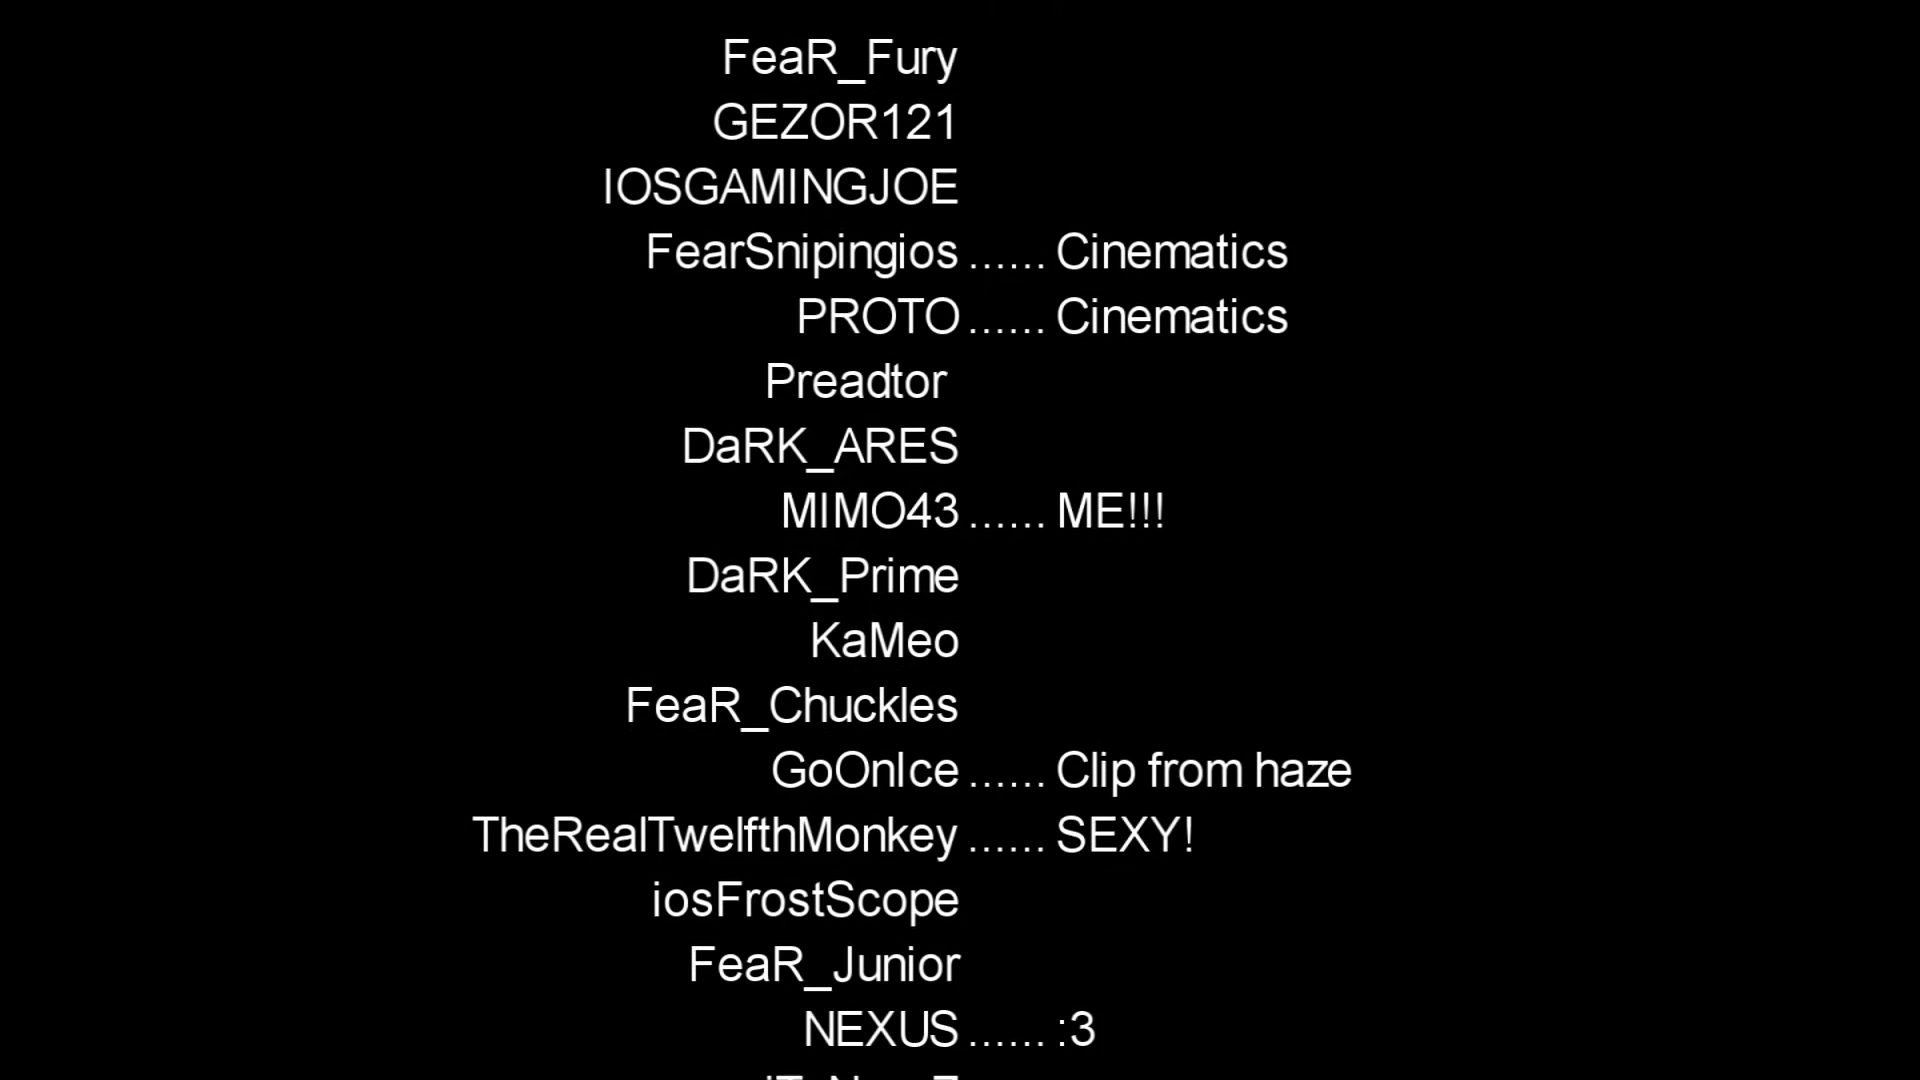 FeaR_Fury
GEZOR121
IOSGAMINGJOE
FearSnipingios ...... Cinematics
PROTO ...... Cinematics
Preadtor
DaRK_ARES
MIMO43 ...... ME!!!
DaRK_Prime
KaMeo
FeaR_Chuckles
GoOnIce ...... Clip from haze
TheRealTwelfthMonkey ...... SEXY!
iosFrostScope
FeaR_Junior
NEXUS ...... :3